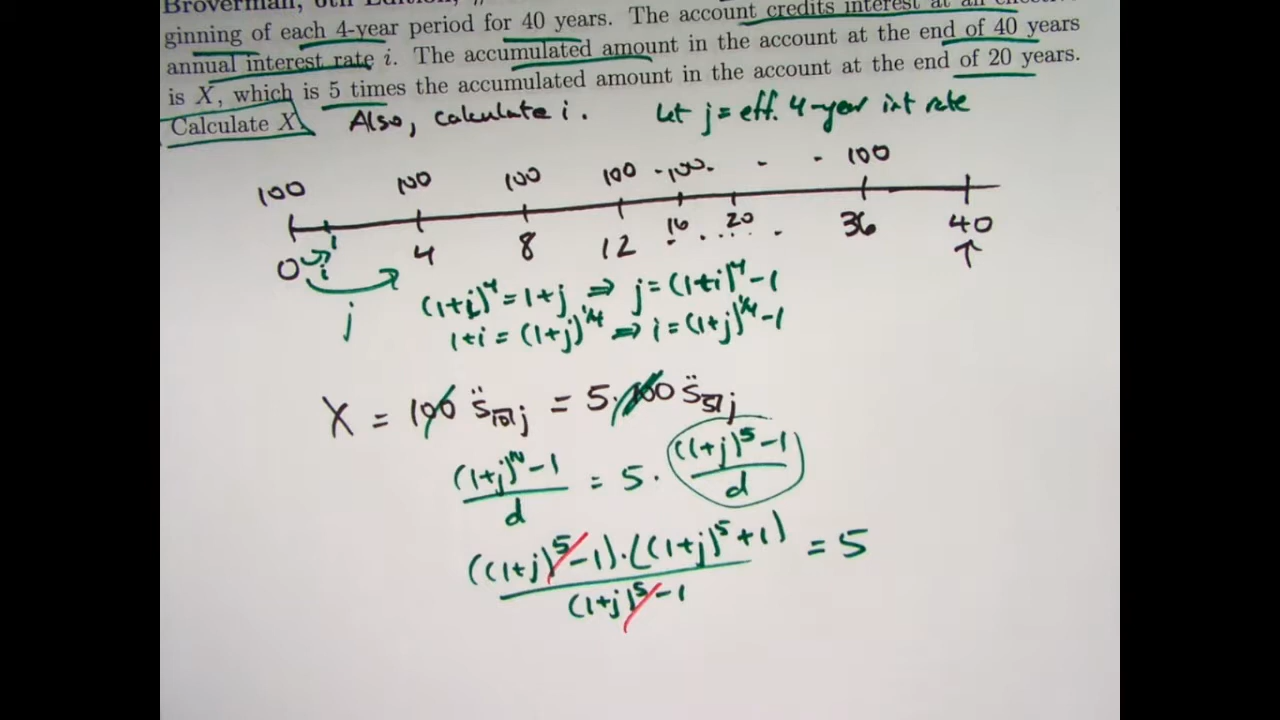 Broverman, 6th Edition,
ginning of each 4-year period for 40 years. The account credits interest at an
annual interest rate i. The accumulated amount in the account at the end of 40 years
is X, which is 5 times the accumulated amount in the account at the end of 20 years.
Calculate X. Also, calculate i. Let j = eff. 4-year int rate
100 100 100 100 -100. - - 100
0 1 4 8 12 16 20 36 40
i
j
(1+i)^4 = 1+j ⇒ j = (1+i)^4 - 1
1+i = (1+j)^{1/4} ⇒ i = (1+j)^{1/4} - 1
X = 100 s̈_{10|j} = 5·100 s̈_{5|j}
((1+j)^{10} - 1)/d = 5 · ((1+j)^5 - 1)/d
((1+j)^5 - 1)·((1+j)^5 + 1) = 5
(1+j)^5 - 1